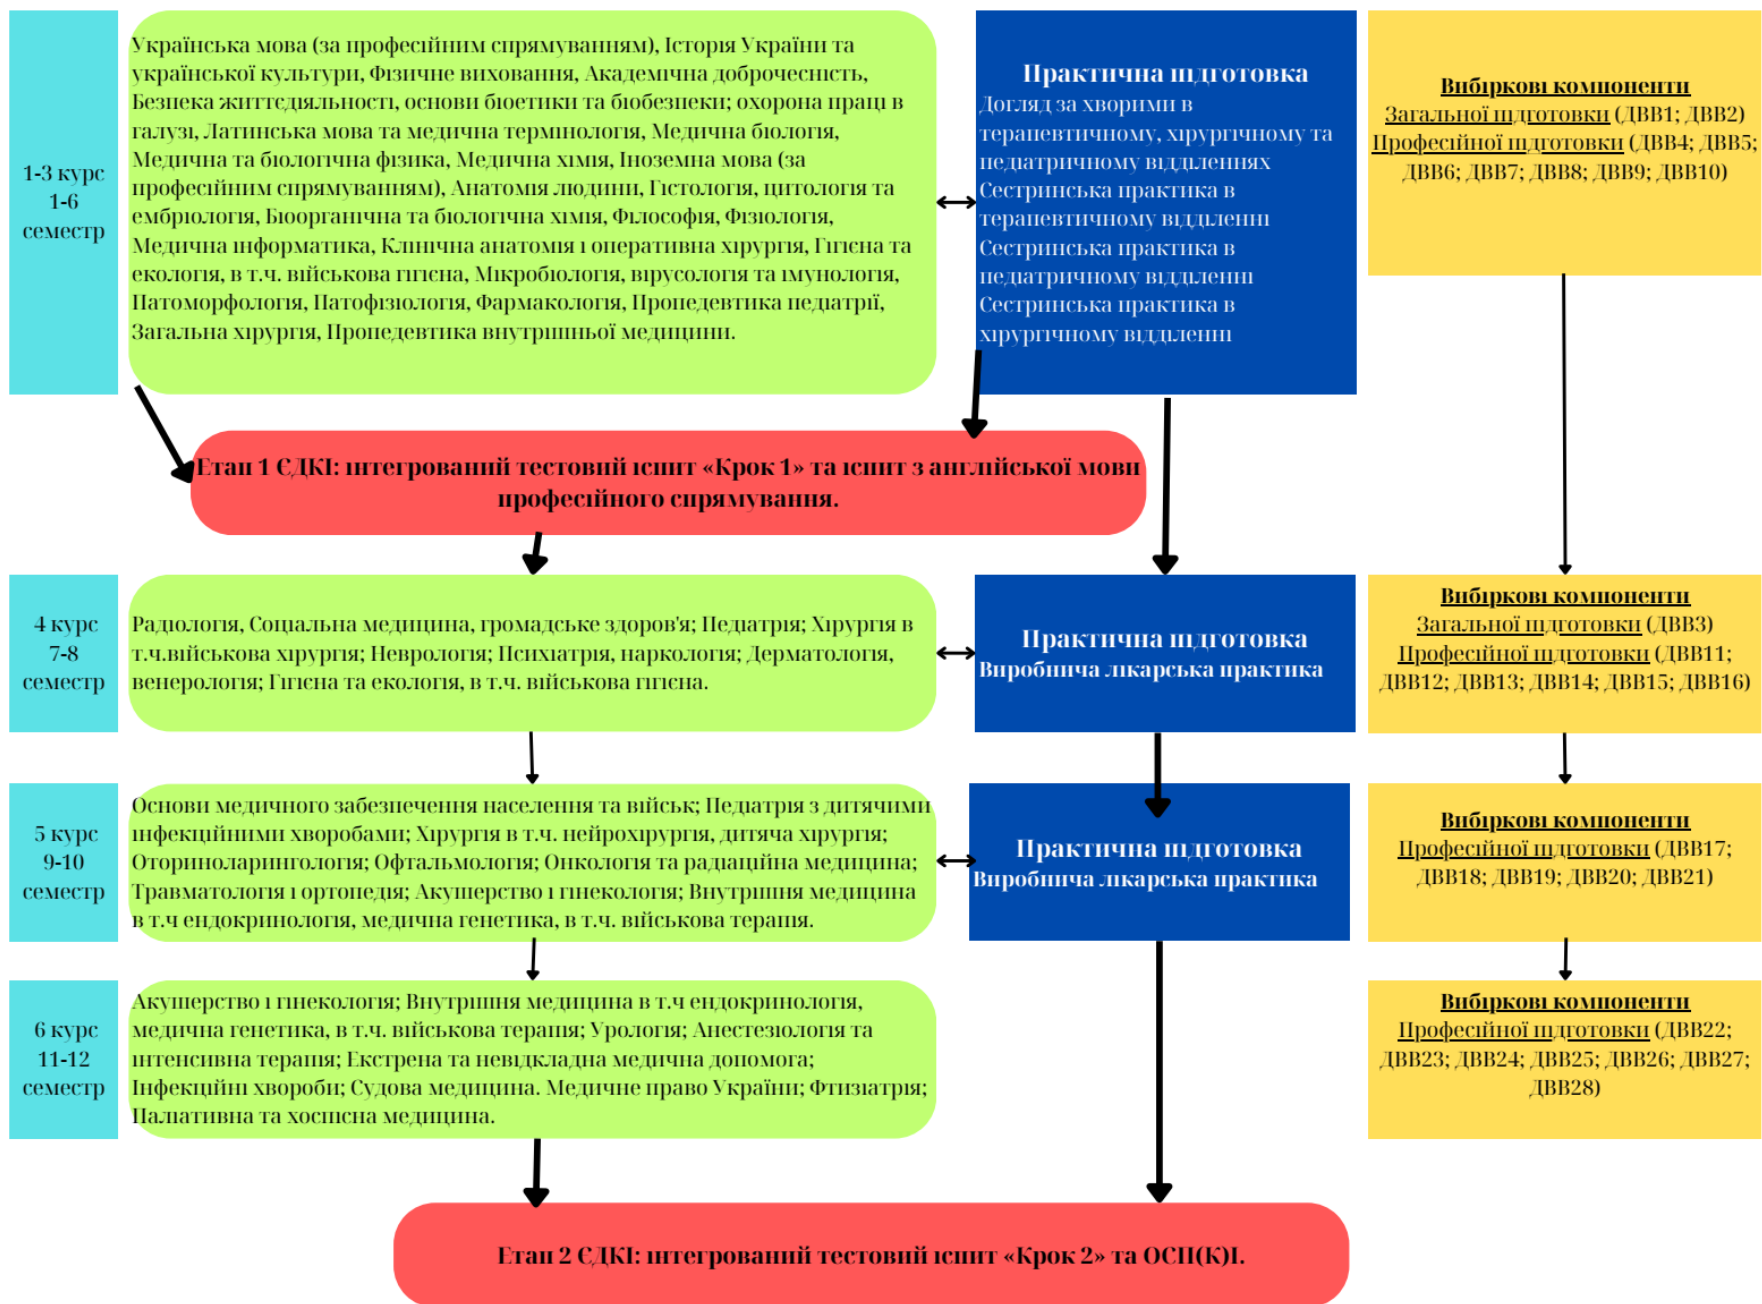 1-3 курс
1-6
семестр
Українська мова (за професійним спрямуванням), Історія України та
української культури, Фізичне виховання, Академічна доброчесність,
Безпека життєдіяльності, основи біоетики та біобезпеки; охорона праці в
галузі, Латинська мова та медична термінологія, Медична біологія,
Медична та біологічна фізика, Медична хімія, Іноземна мова (за
професійним спрямуванням), Анатомія людини, Гістологія, цитологія та
ембріологія, Біоорганічна та біологічна хімія, Філософія, Фізіологія,
Медична інформатика, Клінічна анатомія і оперативна хірургія, Гігієна та
екологія, в т.ч. військова гігієна, Мікробіологія, вірусологія та імунологія,
Патоморфологія, Патофізіологія, Фармакологія, Пропедевтика педіатрії,
Загальна хірургія, Пропедевтика внутрішньої медицини.
Практична підготовка
Догляд за хворими в
терапевтичному, хірургічному та
педіатричному відділеннях
Сестринська практика в
терапевтичному відділенні
Сестринська практика в
педіатричному відділенні
Сестринська практика в
хірургічному відділенні
Вибіркові компоненти
Загальної підготовки (ДВВ1; ДВВ2)
Професійної підготовки (ДВВ4; ДВВ5;
ДВВ6; ДВВ7; ДВВ8; ДВВ9; ДВВ10)
Етап 1 ЄДКІ: інтегрований тестовий іспит «Крок 1» та іспит з англійської мови
професійного спрямування.
4 курс
7-8
семестр
Радіологія, Соціальна медицина, громадське здоров'я; Педіатрія; Хірургія в
т.ч.військова хірургія; Неврологія; Психіатрія, наркологія; Дерматологія,
венерологія; Гігієна та екологія, в т.ч. військова гігієна.
Практична підготовка
Виробнича лікарська практика
Вибіркові компоненти
Загальної підготовки (ДВВ3)
Професійної підготовки (ДВВ11;
ДВВ12; ДВВ13; ДВВ14; ДВВ15; ДВВ16)
5 курс
9-10
семестр
Основи медичного забезпечення населення та військ; Педіатрія з дитячими
інфекційними хворобами; Хірургія в т.ч. нейрохірургія, дитяча хірургія;
Оториноларингологія; Офтальмологія; Онкологія та радіаційна медицина;
Травматологія і ортопедія; Акушерство і гінекологія; Внутрішня медицина
в т.ч ендокринологія, медична генетика, в т.ч. військова терапія.
Практична підготовка
Виробнича лікарська практика
Вибіркові компоненти
Професійної підготовки (ДВВ17;
ДВВ18; ДВВ19; ДВВ20; ДВВ21)
6 курс
11-12
семестр
Акушерство і гінекологія; Внутрішня медицина в т.ч ендокринологія,
медична генетика, в т.ч. військова терапія; Урологія; Анестезіологія та
інтенсивна терапія; Екстрена та невідкладна медична допомога;
Інфекційні хвороби; Судова медицина. Медичне право України; Фтизіатрія;
Паліативна та хоспісна медицина.
Вибіркові компоненти
Професійної підготовки (ДВВ22;
ДВВ23; ДВВ24; ДВВ25; ДВВ26; ДВВ27;
ДВВ28)
Етап 2 ЄДКІ: інтегрований тестовий іспит «Крок 2» та ОСП(К)І.